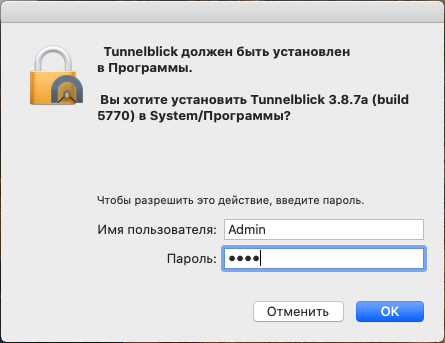 Tunnelblick должен быть установлен
в Программы.
Вы хотите установить Tunnelblick 3.8.7a (build
5770) в System/Программы?
Чтобы разрешить это действие, введите пароль.
Имя пользователя: Admin
Пароль: ●●●●
Отменить OK